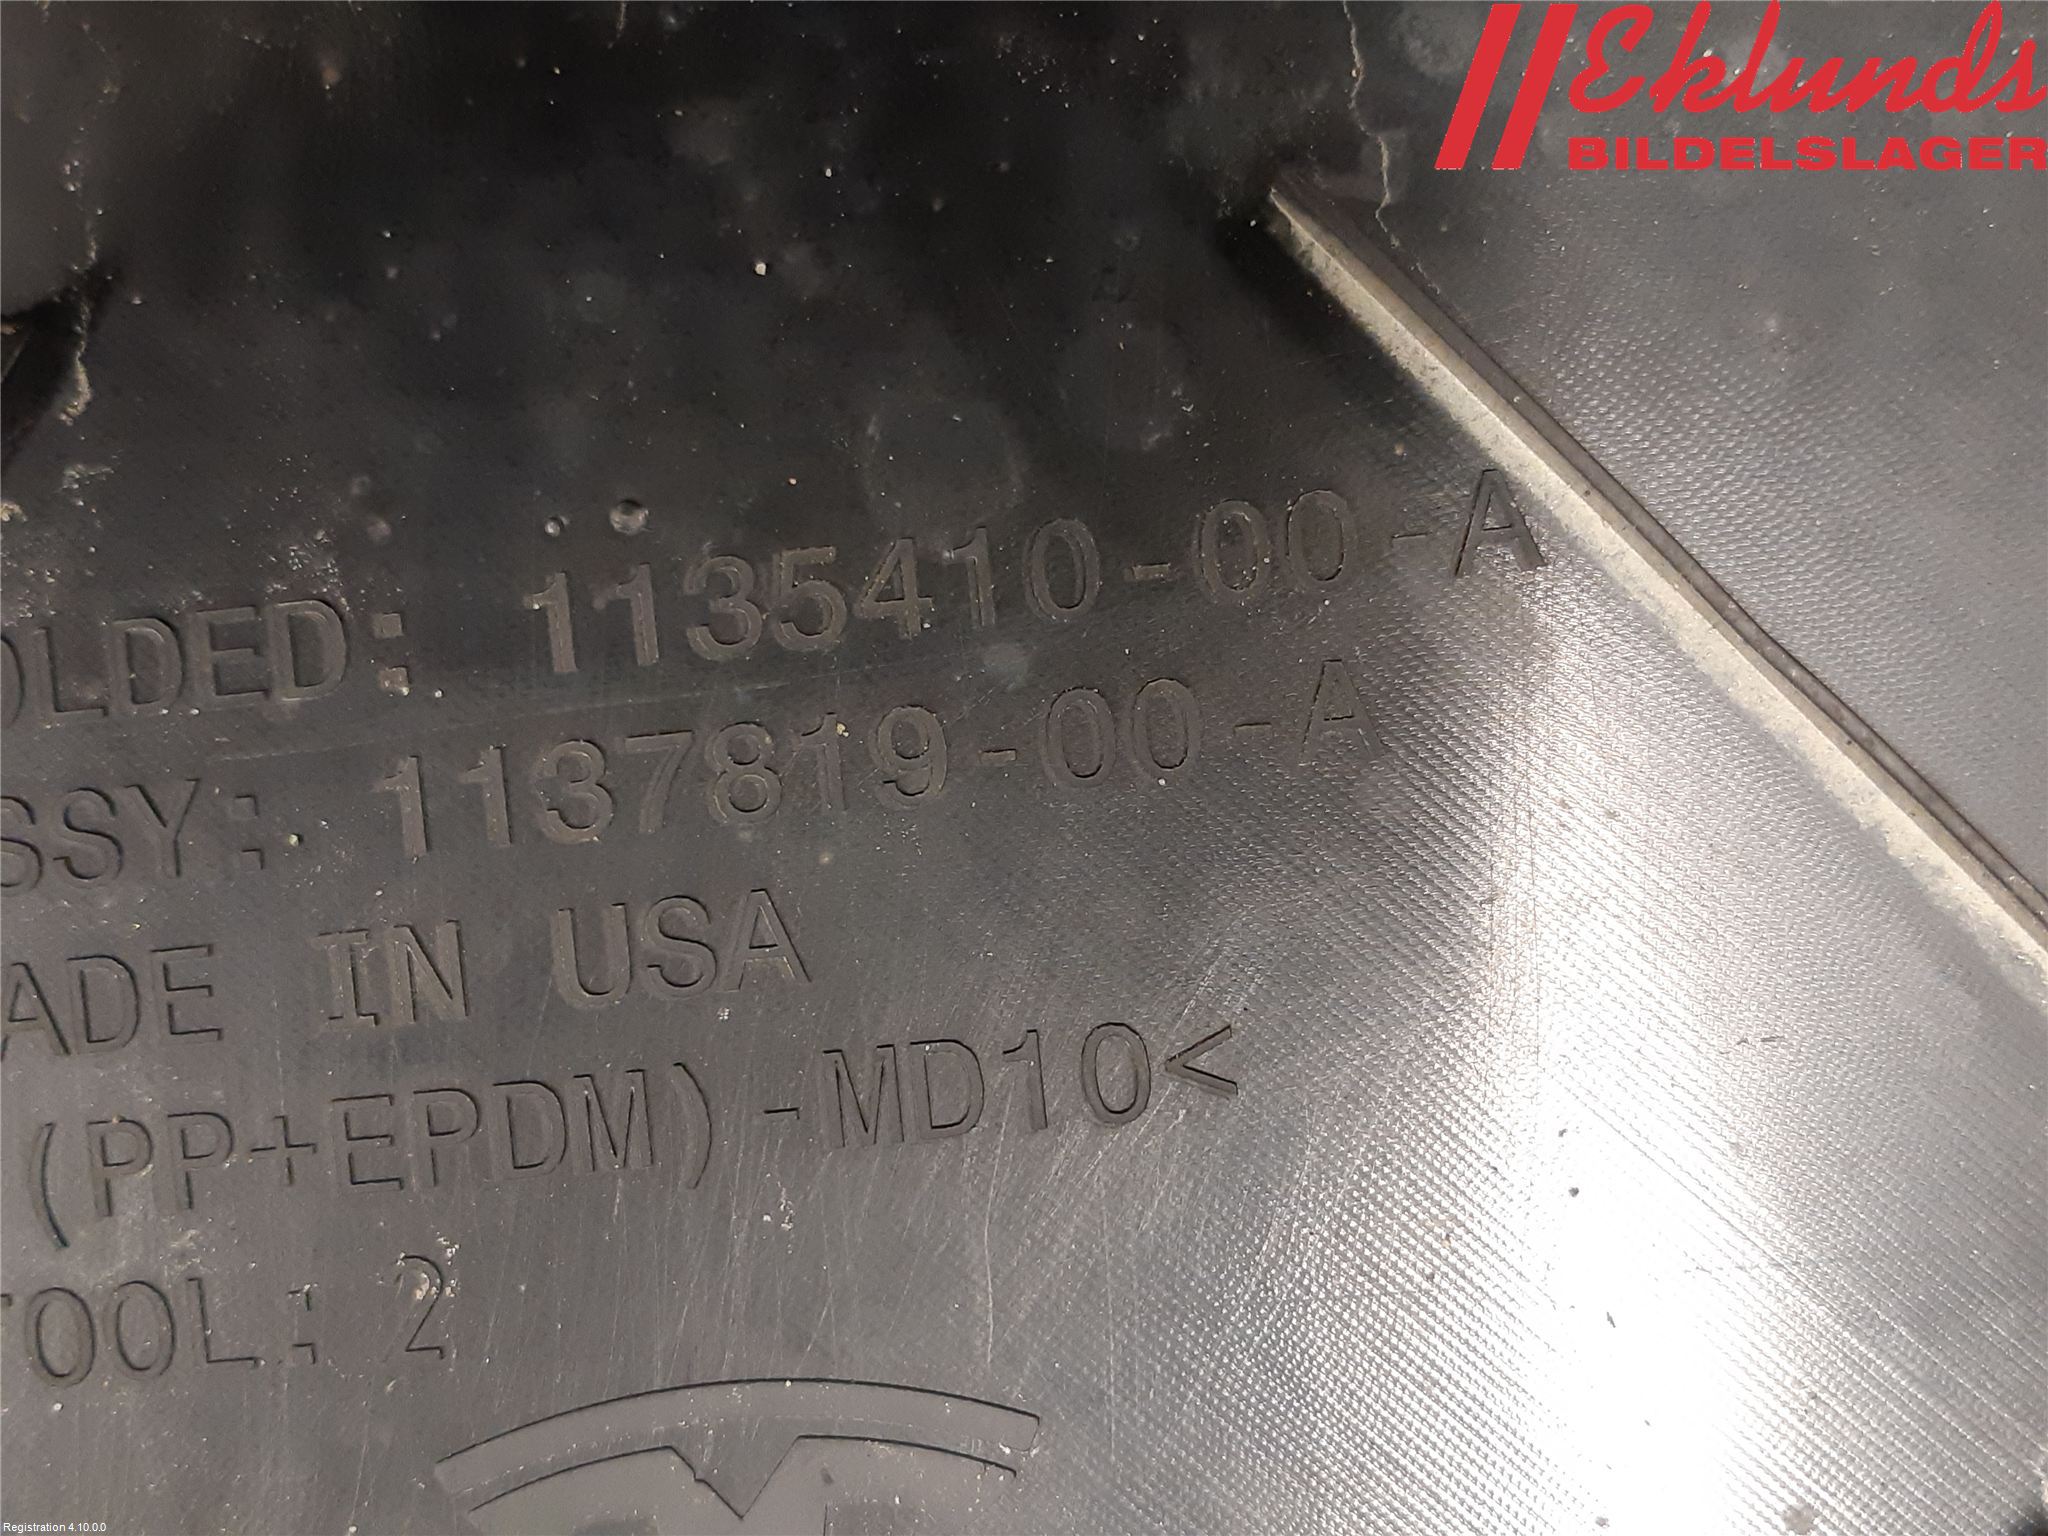 Eklunds
BILDELSLAGER
OLDED: 1135410-00-A
SSY: 1137819-00-A
ADE IN USA
(PP+EPDM)-MD10<
TOOL: 2
Registration 4.10.0.0